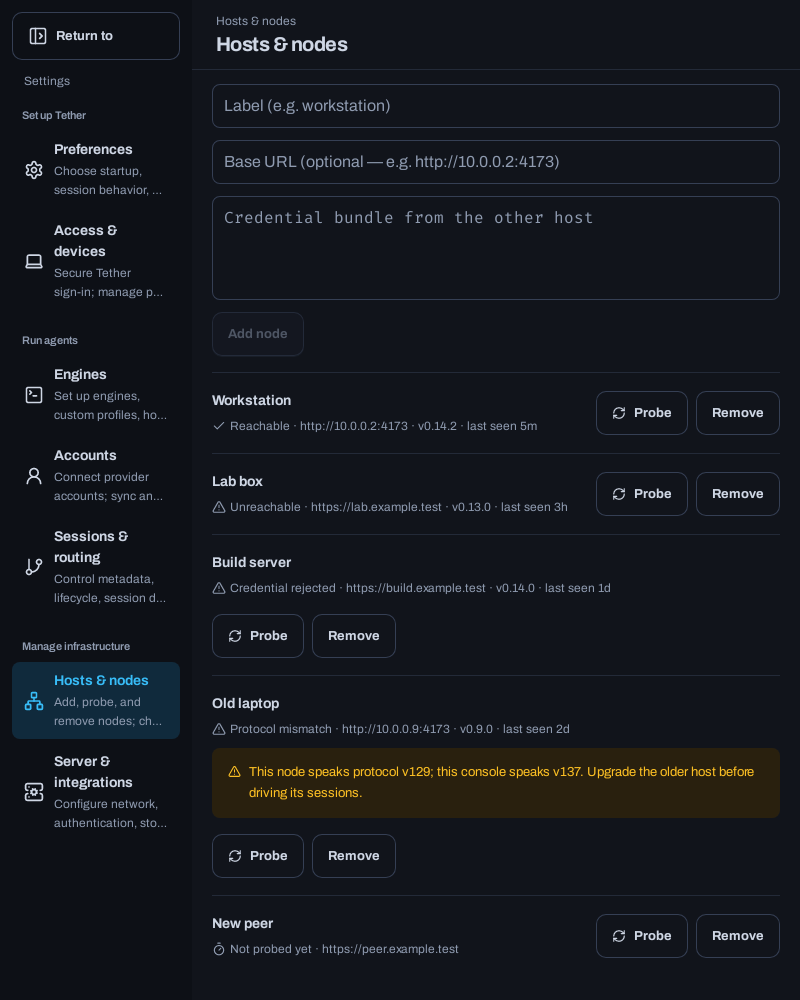 Return to
Settings
Set up Tether
Preferences
Choose startup,
session behavior, ...
Access &
devices
Secure Tether
sign-in; manage p...
Run agents
Engines
Set up engines,
custom profiles, ho...
Accounts
Connect provider
accounts; sync an...
Sessions &
routing
Control metadata,
lifecycle, session d...
Manage infrastructure
Hosts & nodes
Add, probe, and
remove nodes; ch...
Server &
integrations
Configure network,
authentication, sto...
Hosts & nodes
Hosts & nodes
Label (e.g. workstation)
Base URL (optional — e.g. http://10.0.0.2:4173)
Credential bundle from the other host
Add node
Workstation
Reachable · http://10.0.0.2:4173 · v0.14.2 · last seen 5m
Probe
Remove
Lab box
Unreachable · https://lab.example.test · v0.13.0 · last seen 3h
Probe
Remove
Build server
Credential rejected · https://build.example.test · v0.14.0 · last seen 1d
Probe
Remove
Old laptop
Protocol mismatch · http://10.0.0.9:4173 · v0.9.0 · last seen 2d
This node speaks protocol v129; this console speaks v137. Upgrade the older host before
driving its sessions.
Probe
Remove
New peer
Not probed yet · https://peer.example.test
Probe
Remove